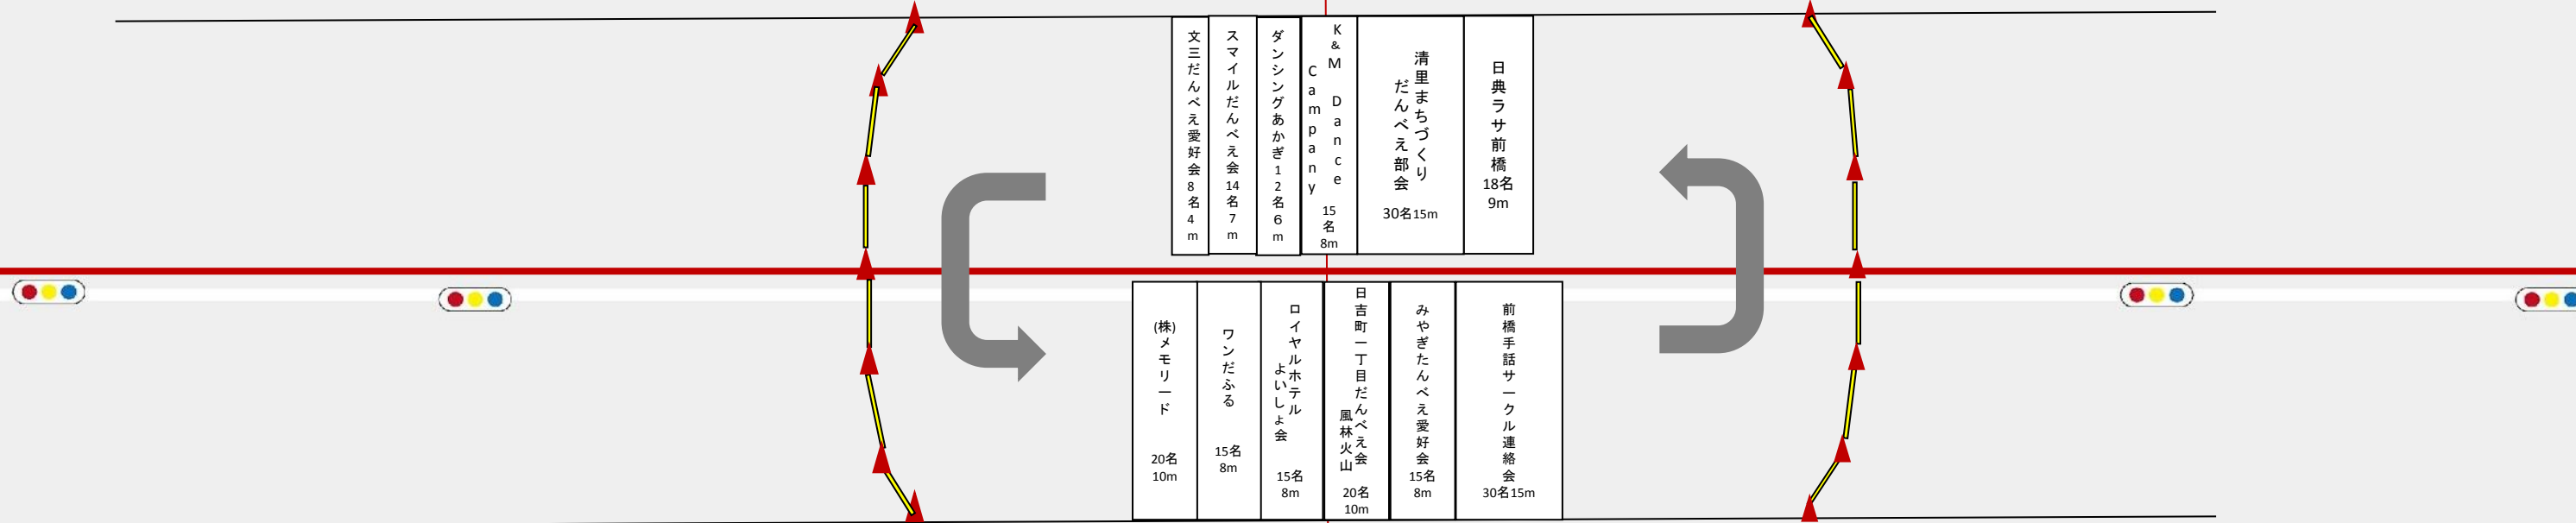 文三だんべえ愛好会8名4m
スマイルだんべえ会14名7m
ダンシングあかぎ12名6m
K&M Dance
Campany
15名
8m
清里まちづくり
だんべえ部会
30名15m
日典ラサ前橋
18名
9m
(株)メモリード
20名
10m
ワンだふる
15名
8m
ロイヤルホテル
よいしょ会
15名
8m
日吉町一丁目だんべえ会
風林火山
20名
10m
みやぎたんべえ愛好会
15名
8m
前橋手話サークル連絡会
30名15m